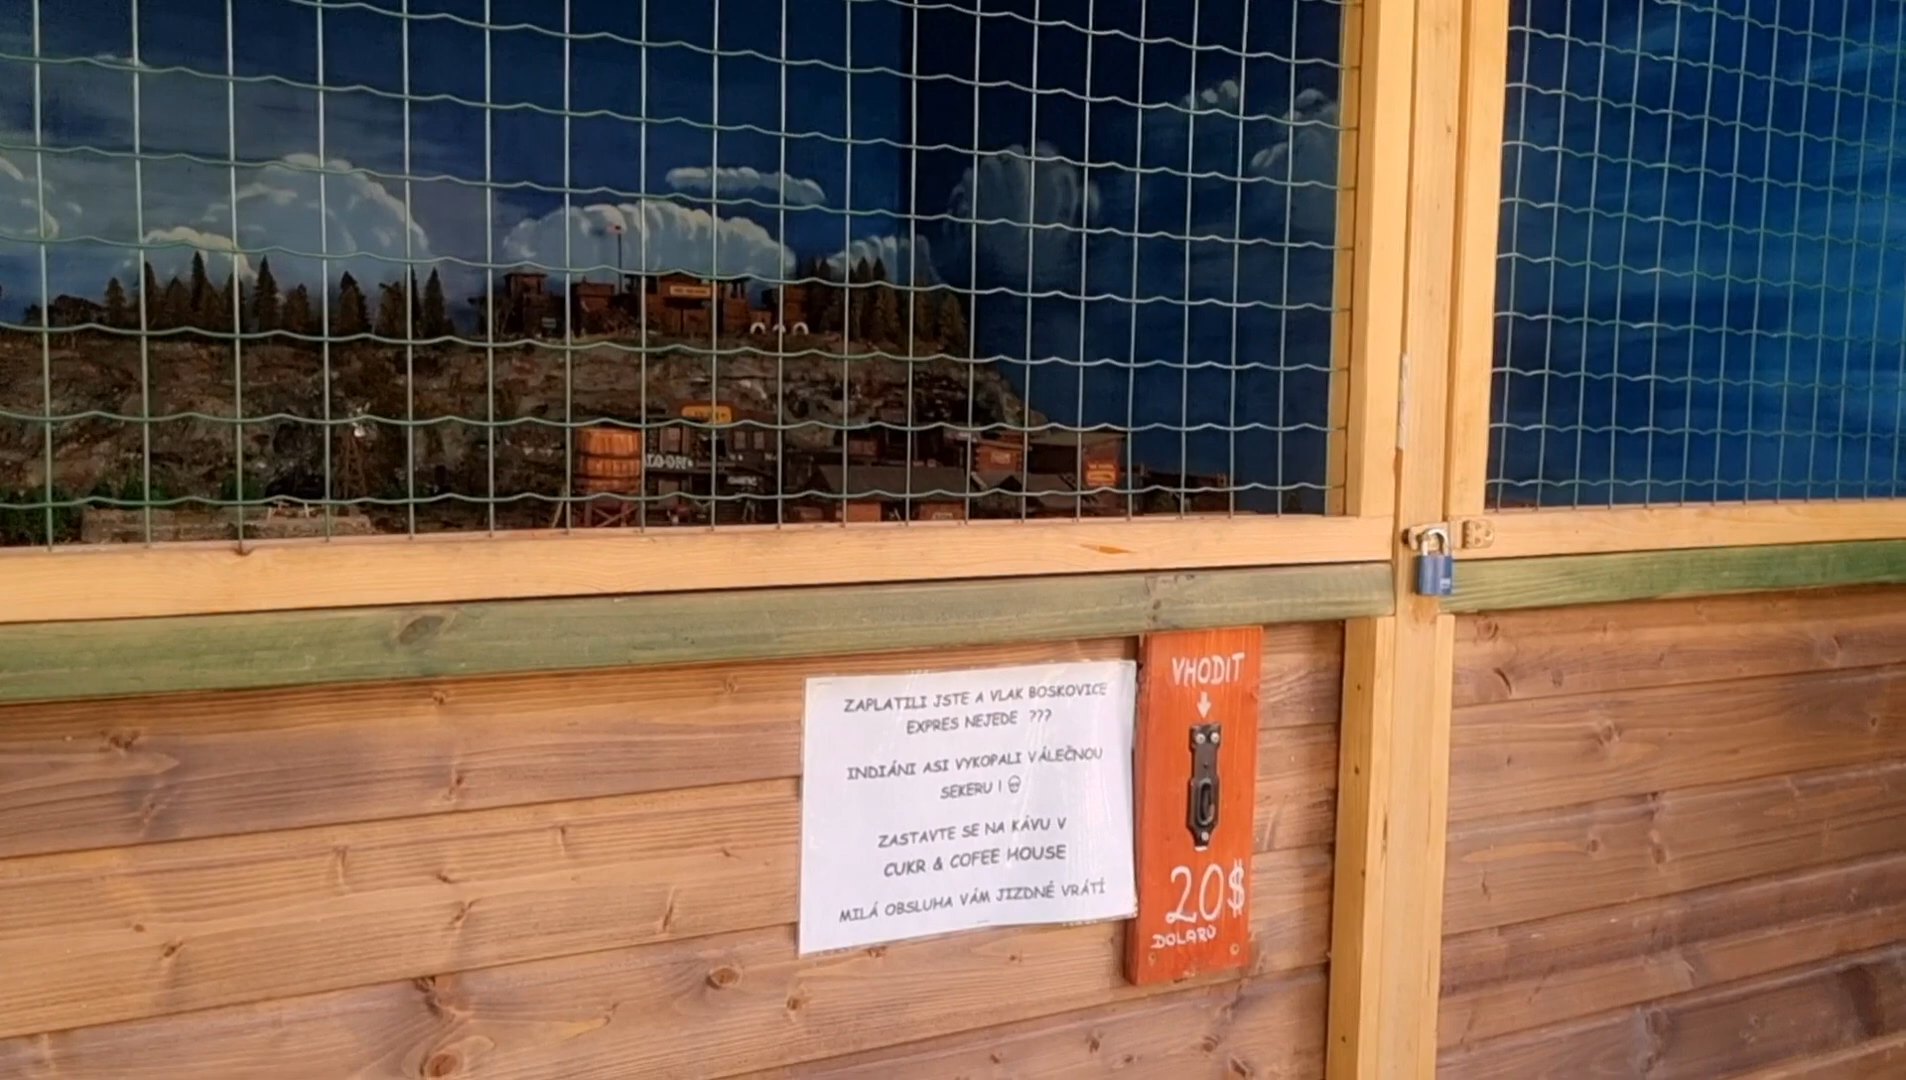 ZAPLATILI JSTE A VLAK BOSKOVICE
EXPRES NEJEDE ???
INDIÁNI ASI VYKOPALI VÁLEČNOU
SEKERU !
ZASTAVTE SE NA KÁVU V
CUKR & COFEE HOUSE
MILÁ OBSLUHA VÁM JIZDNÉ VRÁTÍ
VHODIT
20$
DOLARŮ